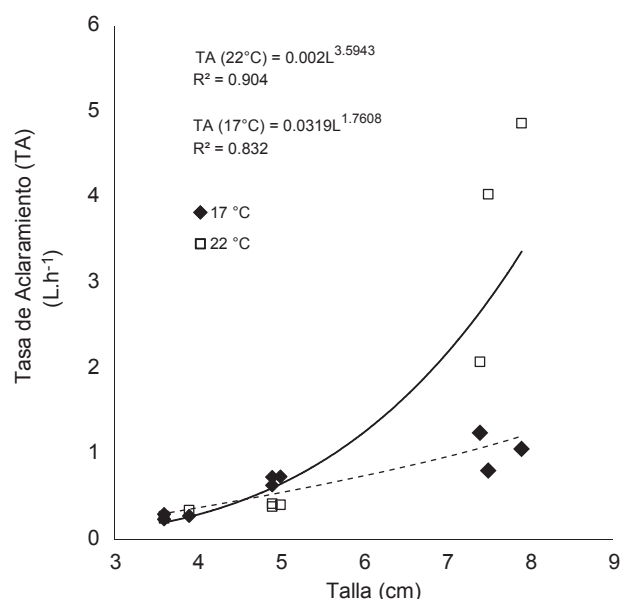 6
5
4
3
2
1
0
Tasa de Aclaramiento (TA)
(L.h-1)
TA (22°C) = 0.002L3.5943
R² = 0.904
TA (17°C) = 0.0319L1.7608
R² = 0.832
17 °C
22 °C
3 4 5 6 7 8 9
Talla (cm)